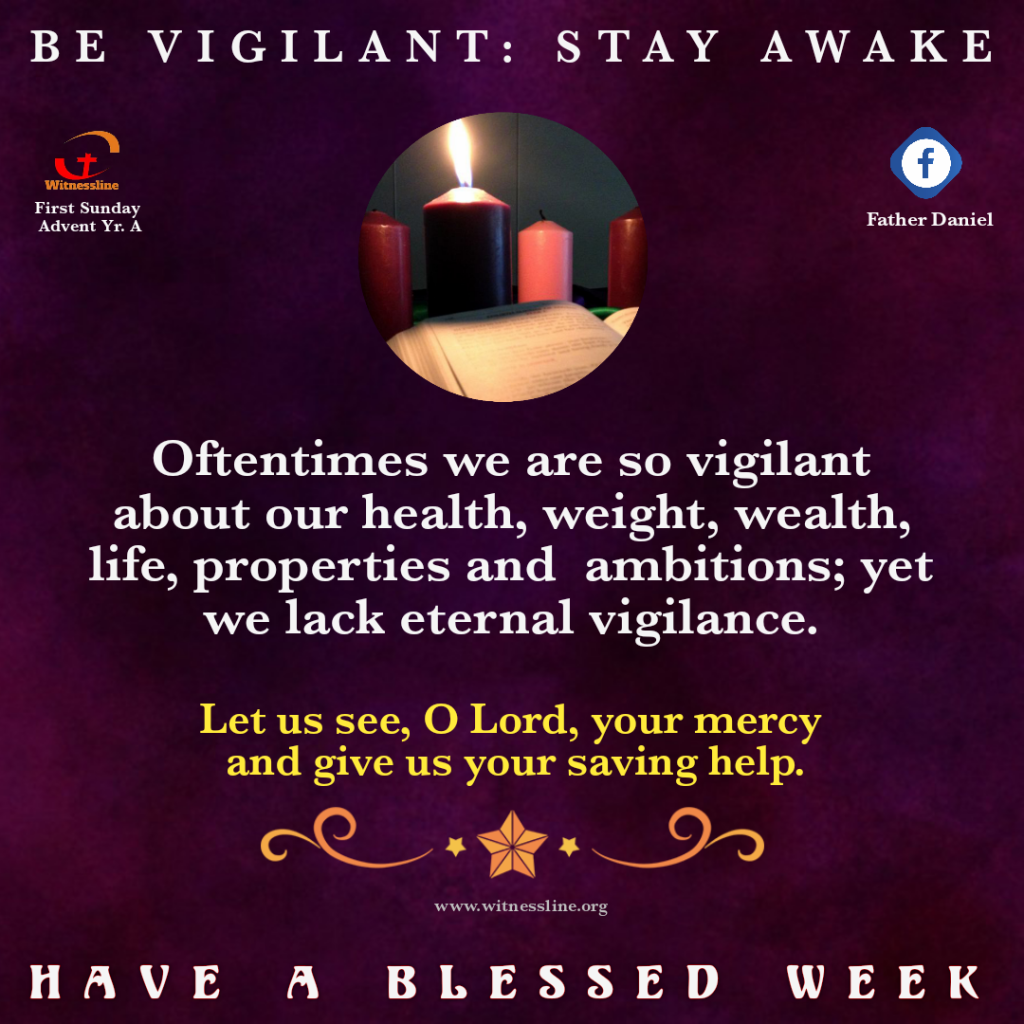 BE VIGILANT: STAY AWAKE
Witnessline
First Sunday
Advent Yr. A
f
Father Daniel
Oftentimes we are so vigilant
about our health, weight, wealth,
life, properties and ambitions; yet
we lack eternal vigilance.
Let us see, O Lord, your mercy
and give us your saving help.
www.witnessline.org
HAVE A BLESSED WEEK